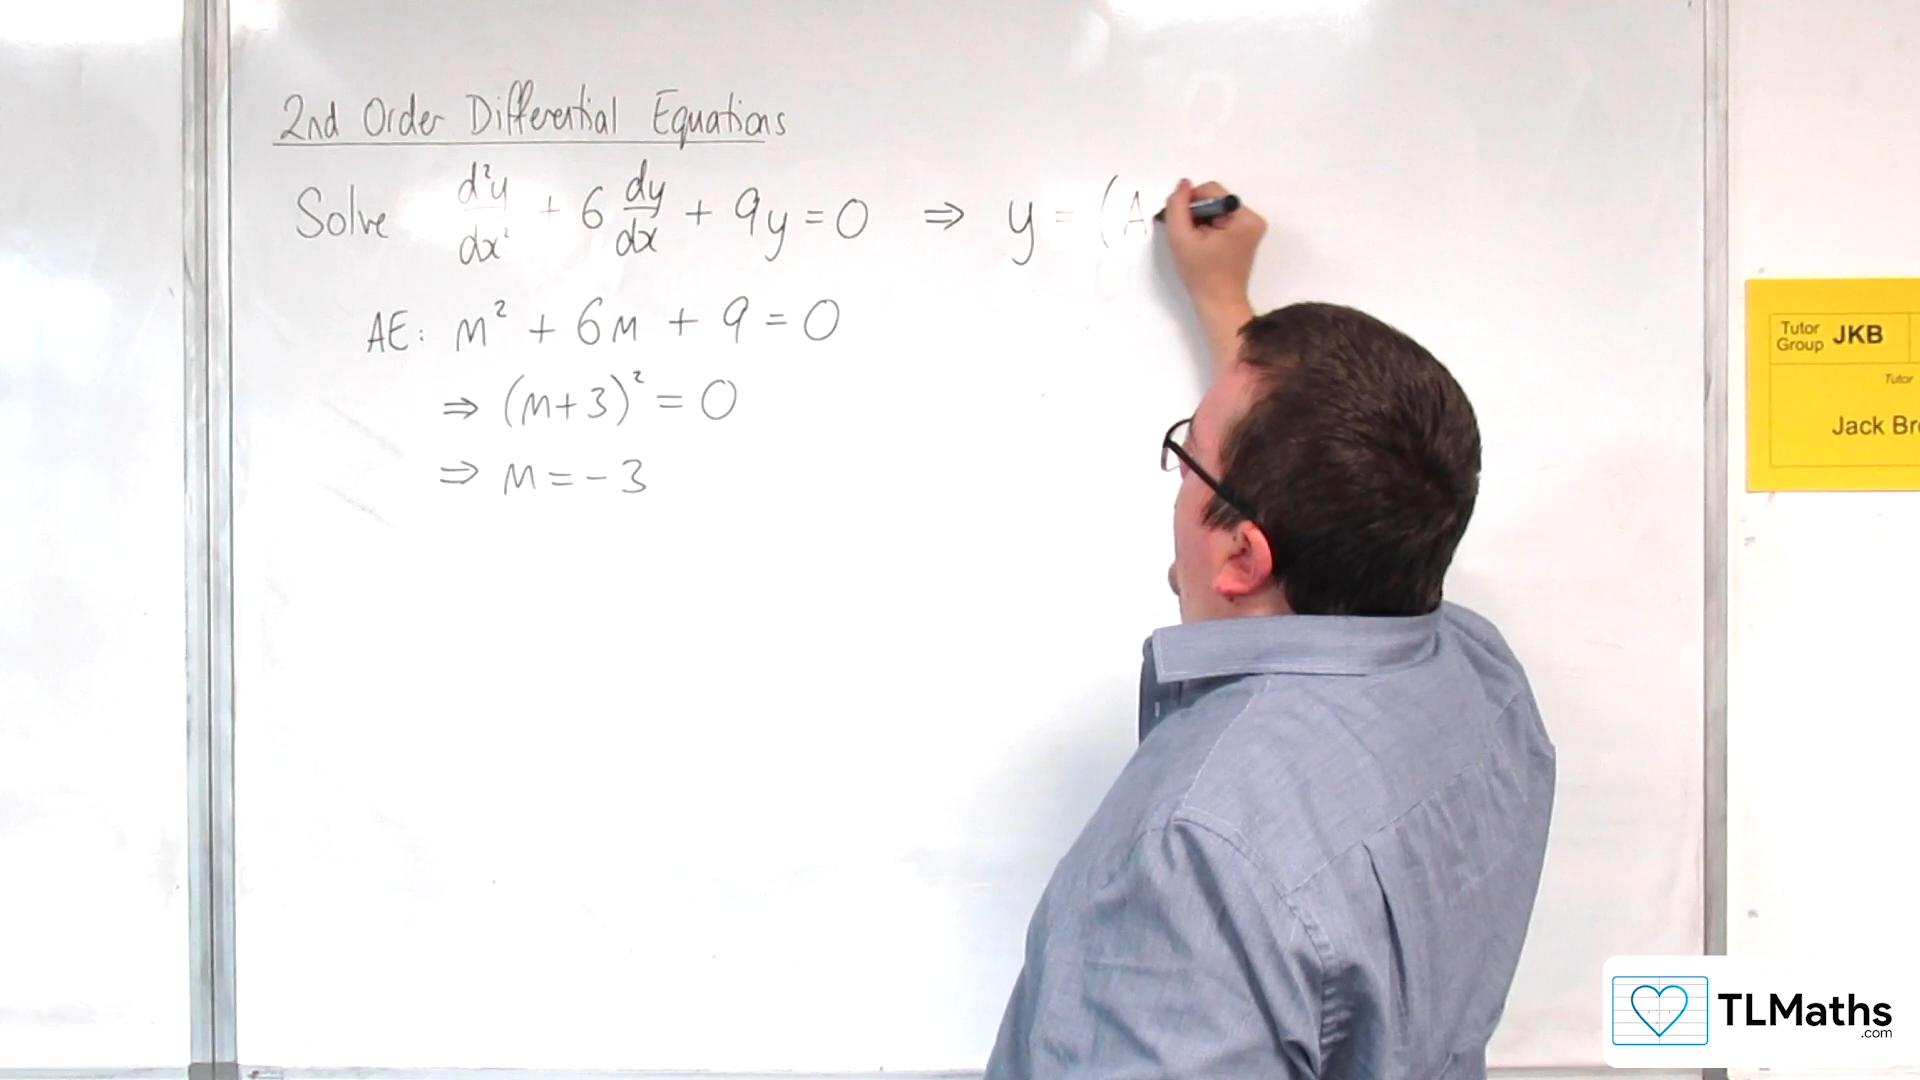 2nd Order Differential Equations
Solve d²y/dx² + 6 dy/dx + 9y = 0 ⇒ y = (A
AE: m² + 6m + 9 = 0
⇒ (m+3)² = 0
⇒ m = -3
Tutor Group JKB
Tutor
Jack
TLMaths
.com